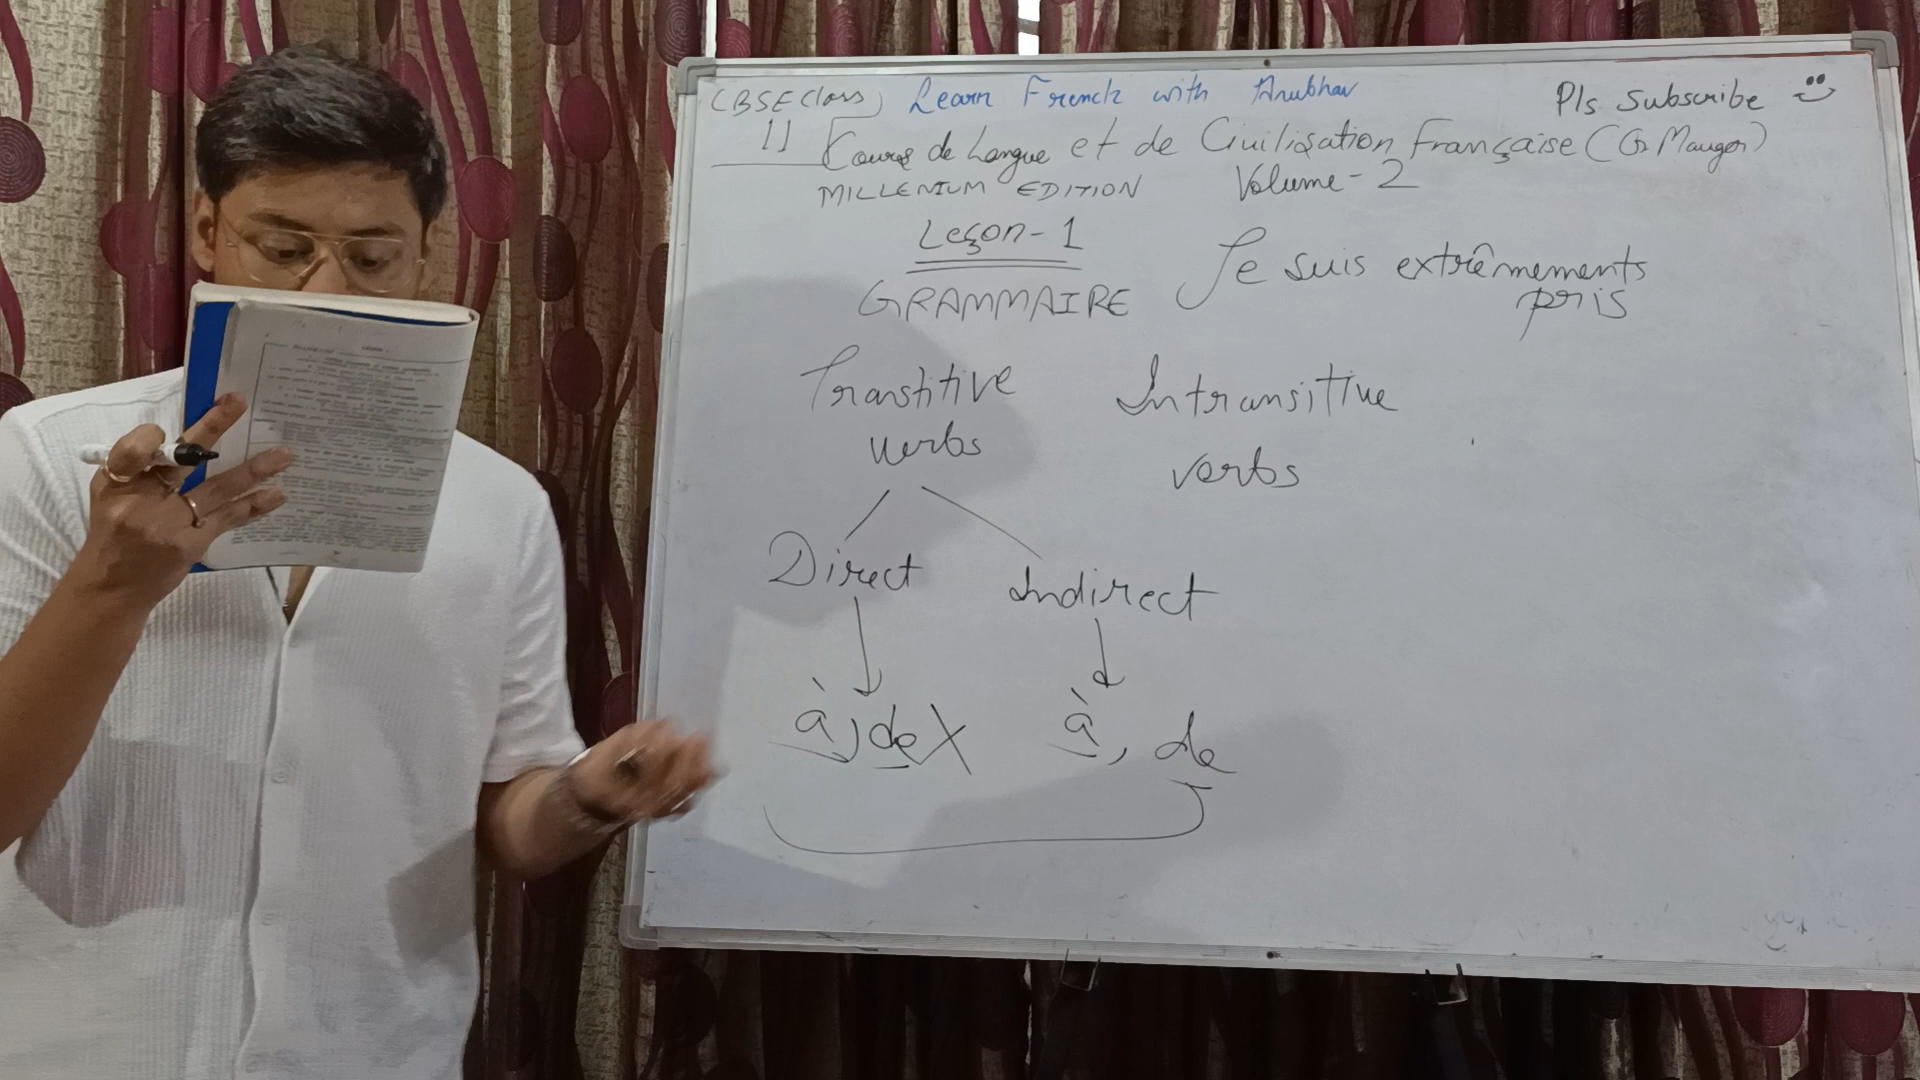 CBSE Class 11
Learn French with Anubhav
Pls Subscribe
Cours de Langue et de Civilisation Française (G. Mauger)
MILLENIUM EDITION Volume-2
Leçon-1
GRAMMAIRE
Je suis extrêmements
pris
Transtitive
verbs
Intransitive
verbs
Direct
Indirect
à, de X
à, de